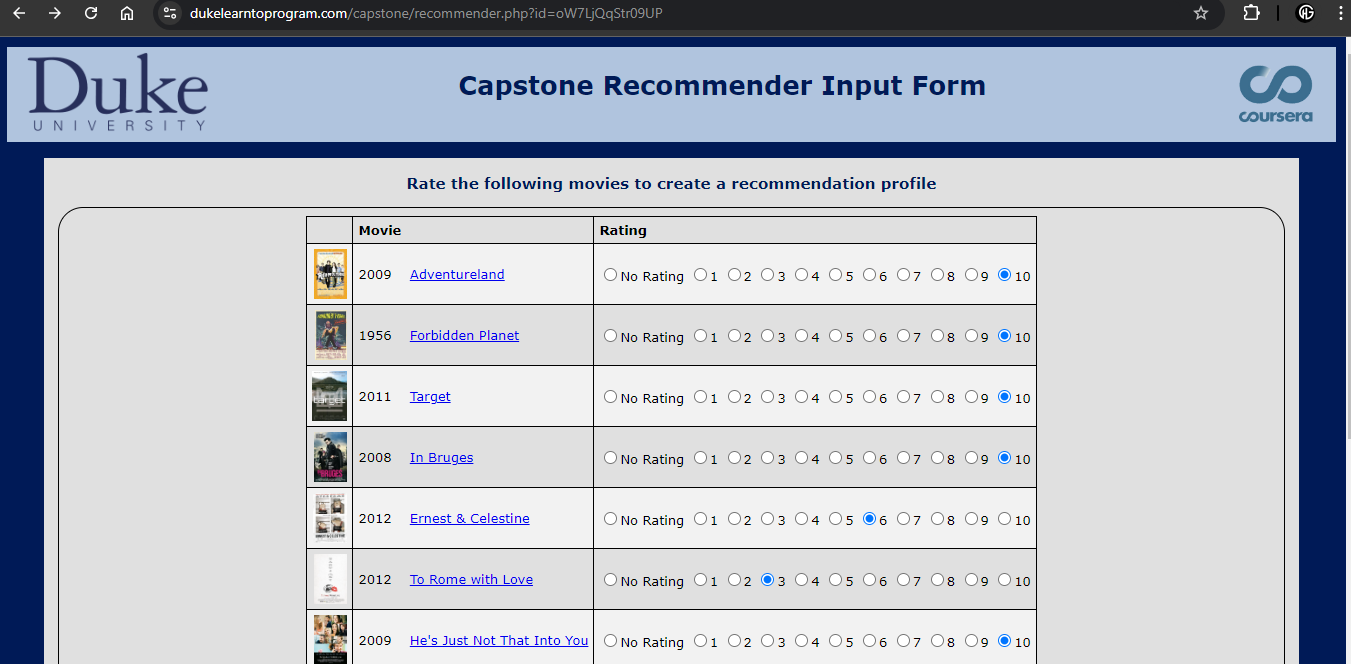 dukelearntoprogram.com/capstone/recommender.php?id=oW7LjQqStr09UP
Duke
UNIVERSITY
Capstone Recommender Input Form
coursera
Rate the following movies to create a recommendation profile
Movie Rating
2009 Adventureland No Rating 1 2 3 4 5 6 7 8 9 10
1956 Forbidden Planet No Rating 1 2 3 4 5 6 7 8 9 10
2011 Target No Rating 1 2 3 4 5 6 7 8 9 10
2008 In Bruges No Rating 1 2 3 4 5 6 7 8 9 10
2012 Ernest & Celestine No Rating 1 2 3 4 5 6 7 8 9 10
2012 To Rome with Love No Rating 1 2 3 4 5 6 7 8 9 10
2009 He's Just Not That Into You No Rating 1 2 3 4 5 6 7 8 9 10